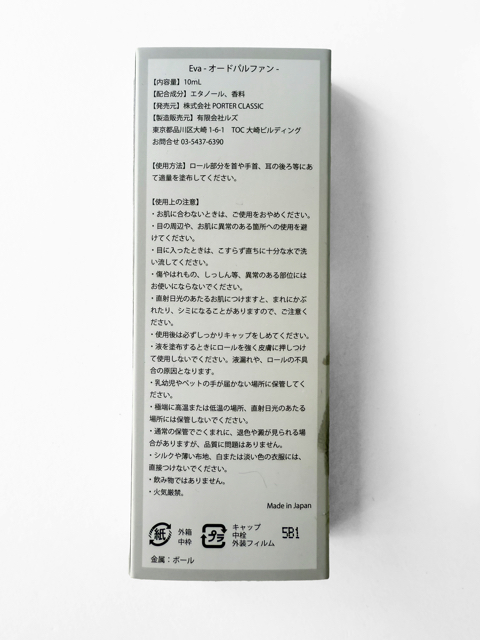 Eva - オードパルファン -
【内容量】10mL
【配合成分】エタノール、香料
【発売元】株式会社 PORTER CLASSIC
【製造販売元】有限会社ルズ
東京都品川区大崎 1-6-1　TOC 大崎ビルディング
お問合せ 03-5437-6390
【使用方法】ロール部分を首や手首、耳の後ろ等にあ
て適量を塗布してください。
【使用上の注意】
・お肌に合わないときは、ご使用をおやめください。
・目の周辺や、お肌に異常のある箇所への使用を避
けてください。
・目に入ったときは、こすらず直ちに十分な水で洗
い流してください。
・傷やはれもの、しっしん等、異常のある部位には
お使いにならないでください。
・直射日光のあたるお肌につけますと、まれにかぶ
れたり、シミになることがありますので、ご注意くだ
さい。
・使用後は必ずしっかりキャップをしめてください。
・液を塗布するときにロールを強く皮膚に押しつけ
て使用しないでください。液漏れや、ロールの不具
合の原因となります。
・乳幼児やペットの手が届かない場所に保管してく
ださい。
・極端に高温または低温の場所、直射日光のあたる
場所には保管しないでください。
・通常の保管でごくまれに、退色や澱が見られる場
合がありますが、品質に問題はありません。
・シルクや薄い布地、白または淡い色の衣服には、
直接つけないでください。
・飲み物ではありません。
・火気厳禁。
Made in Japan
紙 外箱
中枠
プラ キャップ
中栓
外装フィルム
5B1
金属：ボール